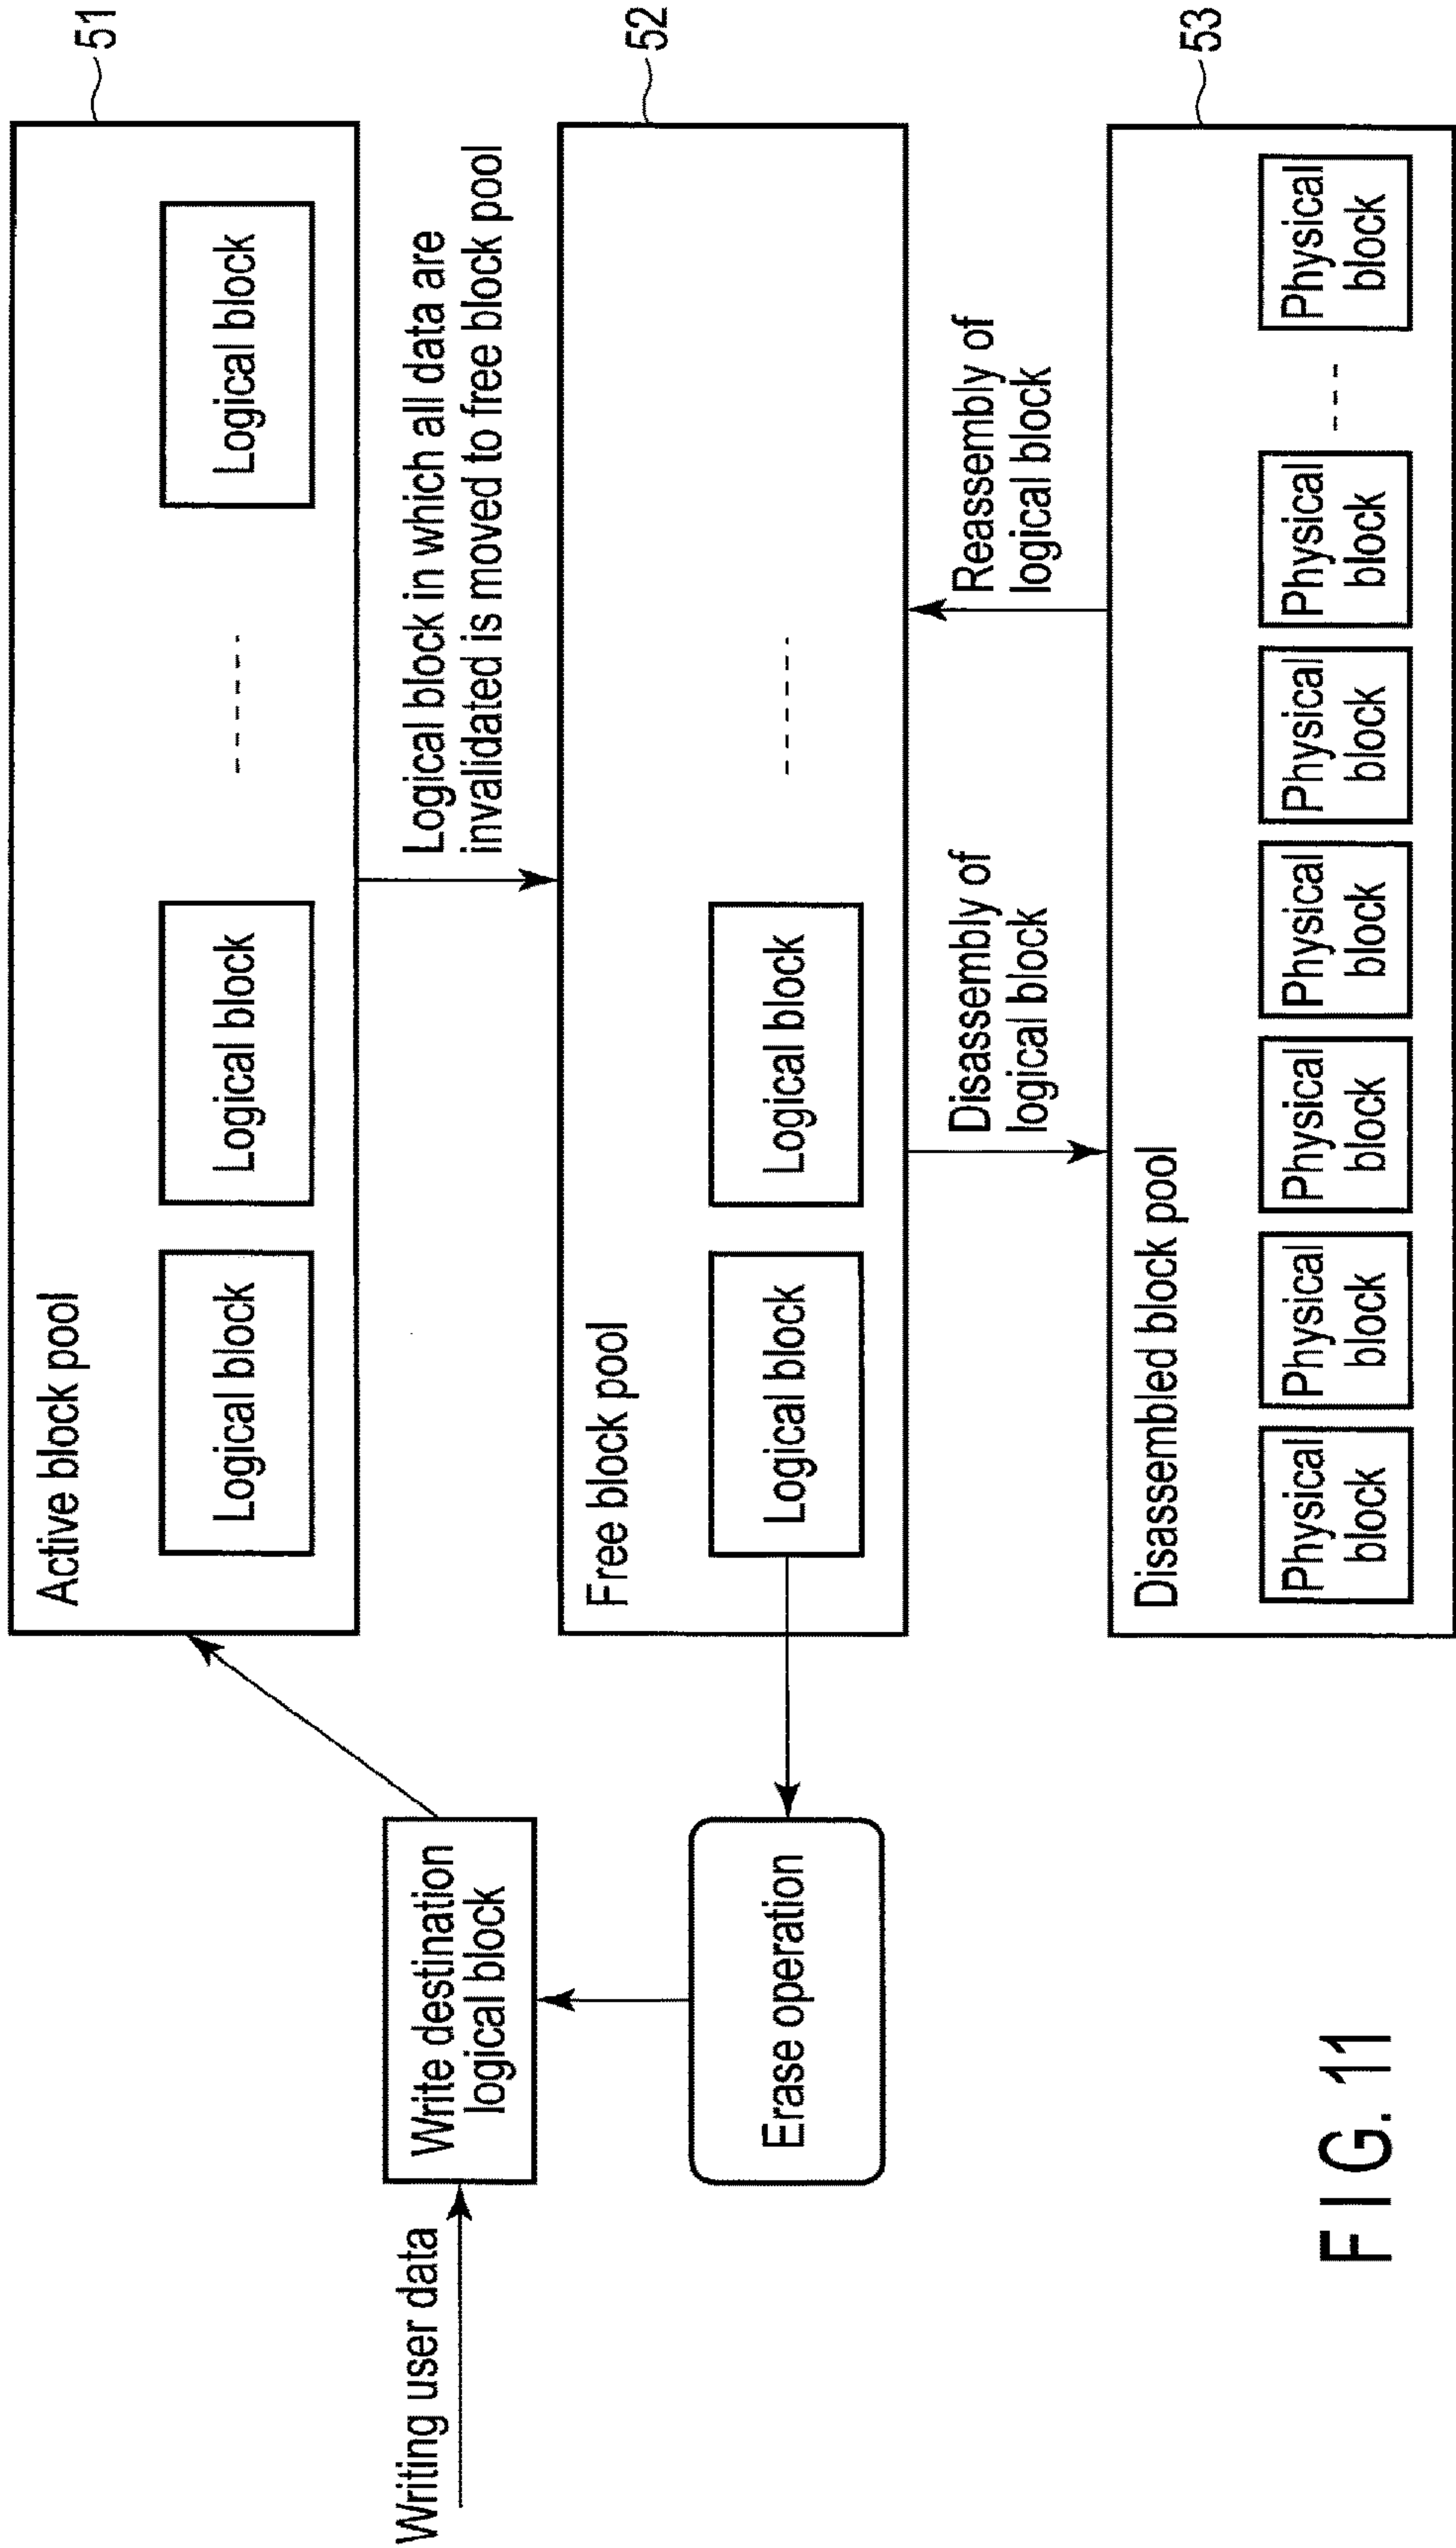 Writing user data
Write destination
logical block
Erase operation
Active block pool
51
Logical block
Logical block
Logical block
Logical block in which all data are
invalidated is moved to free block pool
Free block pool
52
Logical block
Logical block
Disassembly of
logical block
Reassembly of
logical block
Disassembled block pool
53
Physical
block
Physical
block
Physical
block
Physical
block
Physical
block
Physical
block
Physical
block
FIG. 11